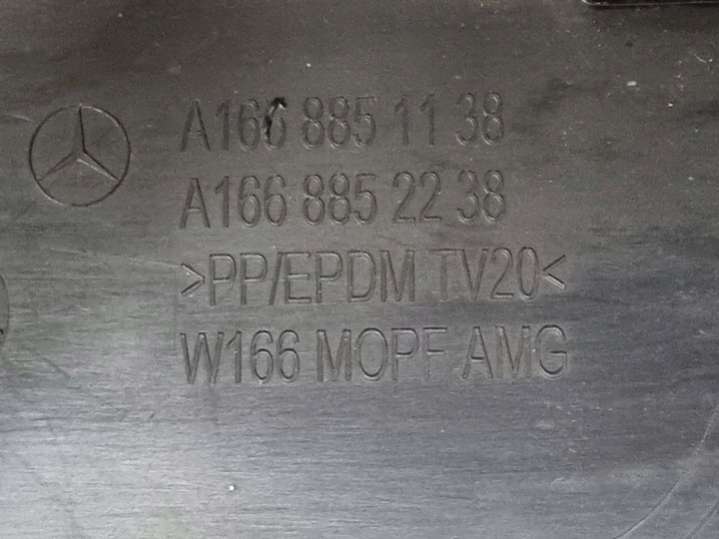 A166 885 11 38
A166 885 22 38
>PP/EPDM TV20<
W166 MOPF AMG